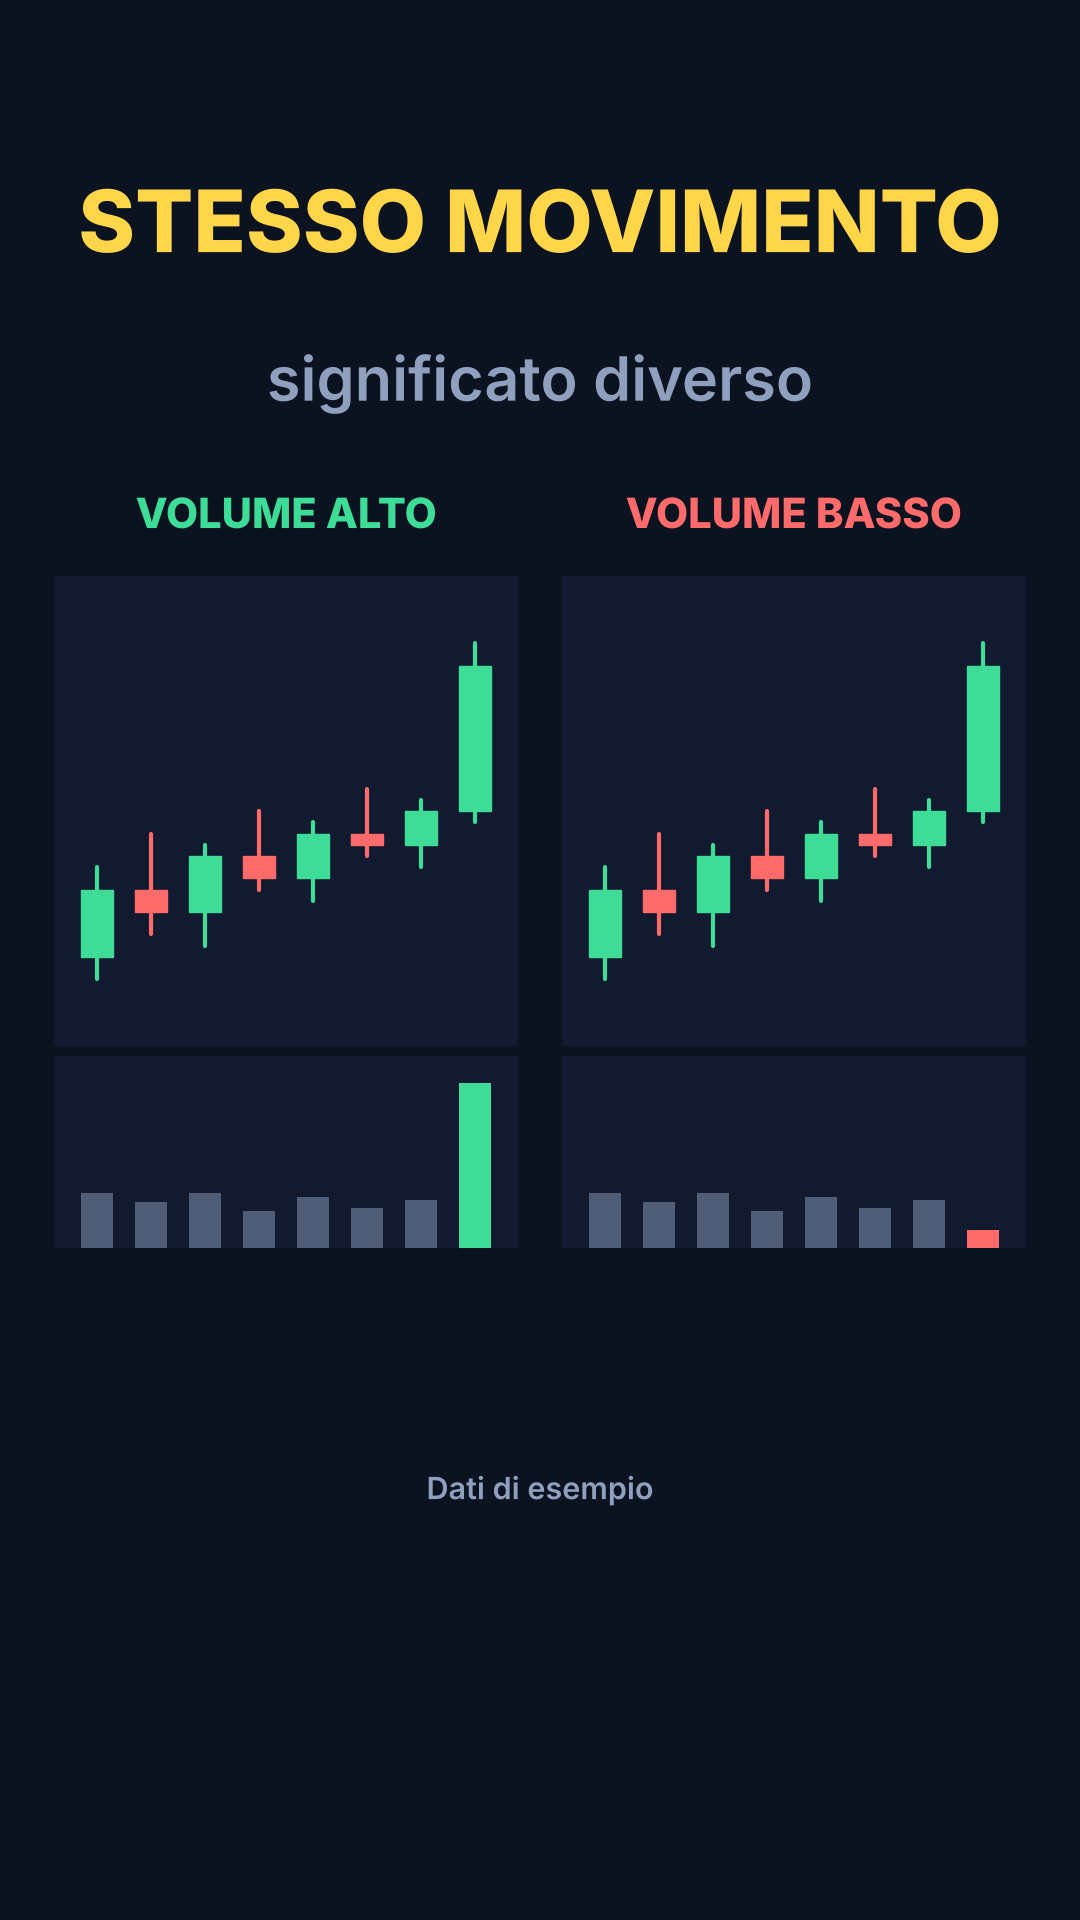 STESSO MOVIMENTO
significato diverso
VOLUME ALTO
VOLUME BASSO
Dati di esempio